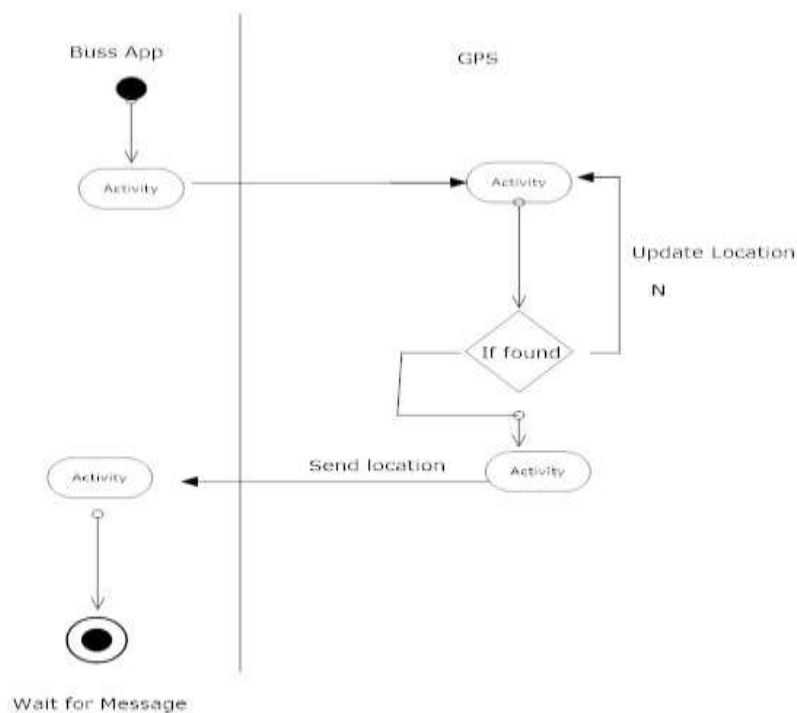 Buss App
GPS
Activity
Activity
Update Location
N
If found
Activity
Send location
Activity
Wait for Message